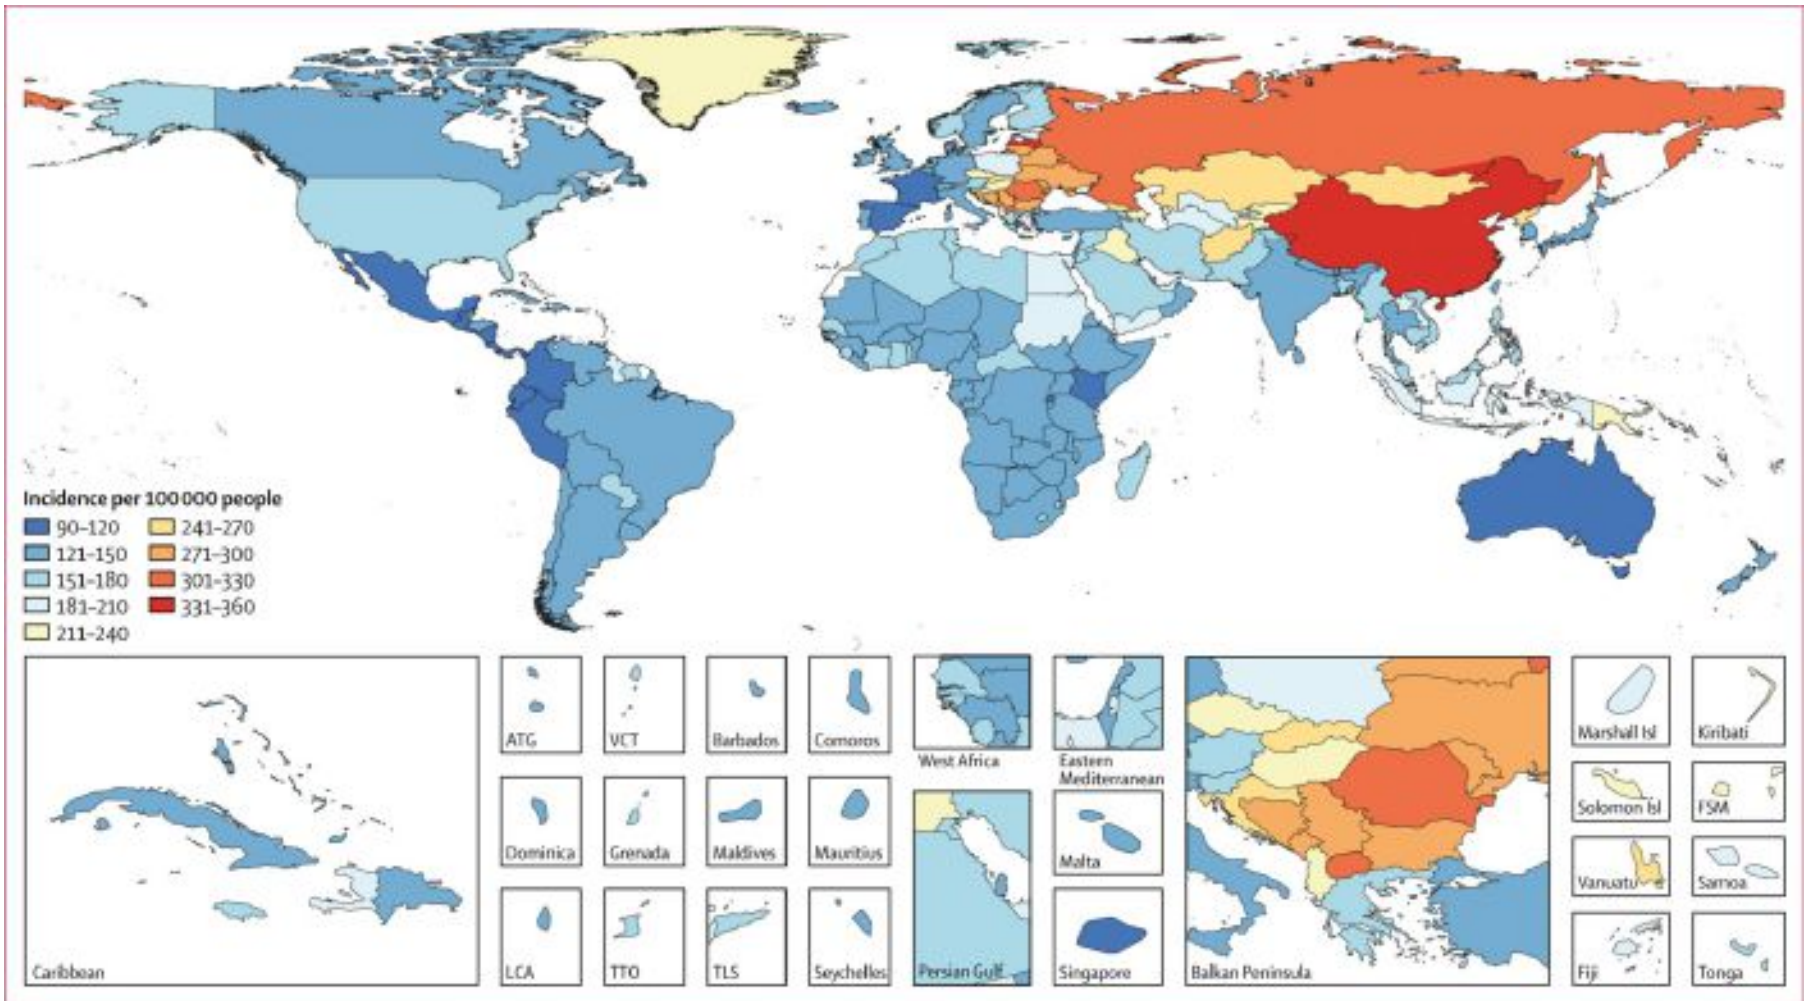 Incidence per 100 000 people
90–120
121–150
151–180
181–210
211–240
241–270
271–300
301–330
331–360
Caribbean
ATG
VCT
Barbados
Comoros
Dominica
Grenada
Maldives
Mauritius
LCA
TTO
TLS
Seychelles
West Africa
Eastern
Mediterranean
Persian Gulf
Malta
Singapore
Balkan Peninsula
Marshall Isl
Kiribati
Solomon Isl
FSM
Vanuatu
Samoa
Fiji
Tonga